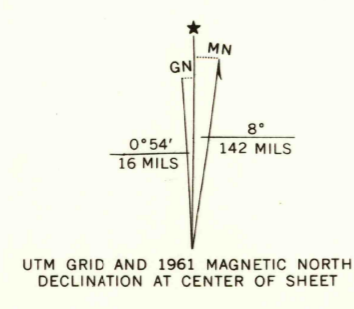 ★
MN
GN
0°54′
16 MILS
8°
142 MILS
UTM GRID AND 1961 MAGNETIC NORTH
DECLINATION AT CENTER OF SHEET